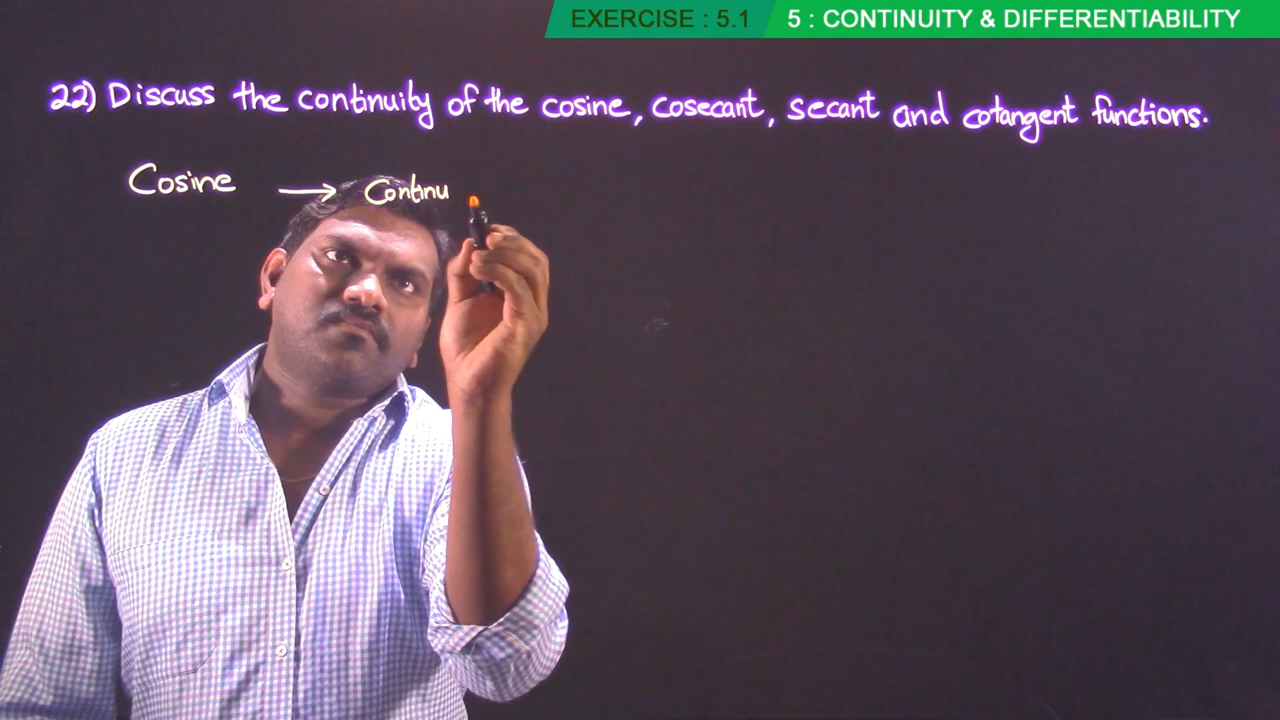 EXERCISE : 5.1 5 : CONTINUITY & DIFFERENTIABILITY
22) Discuss the continuity of the cosine, cosecant, secant and cotangent functions.
Cosine → Continu